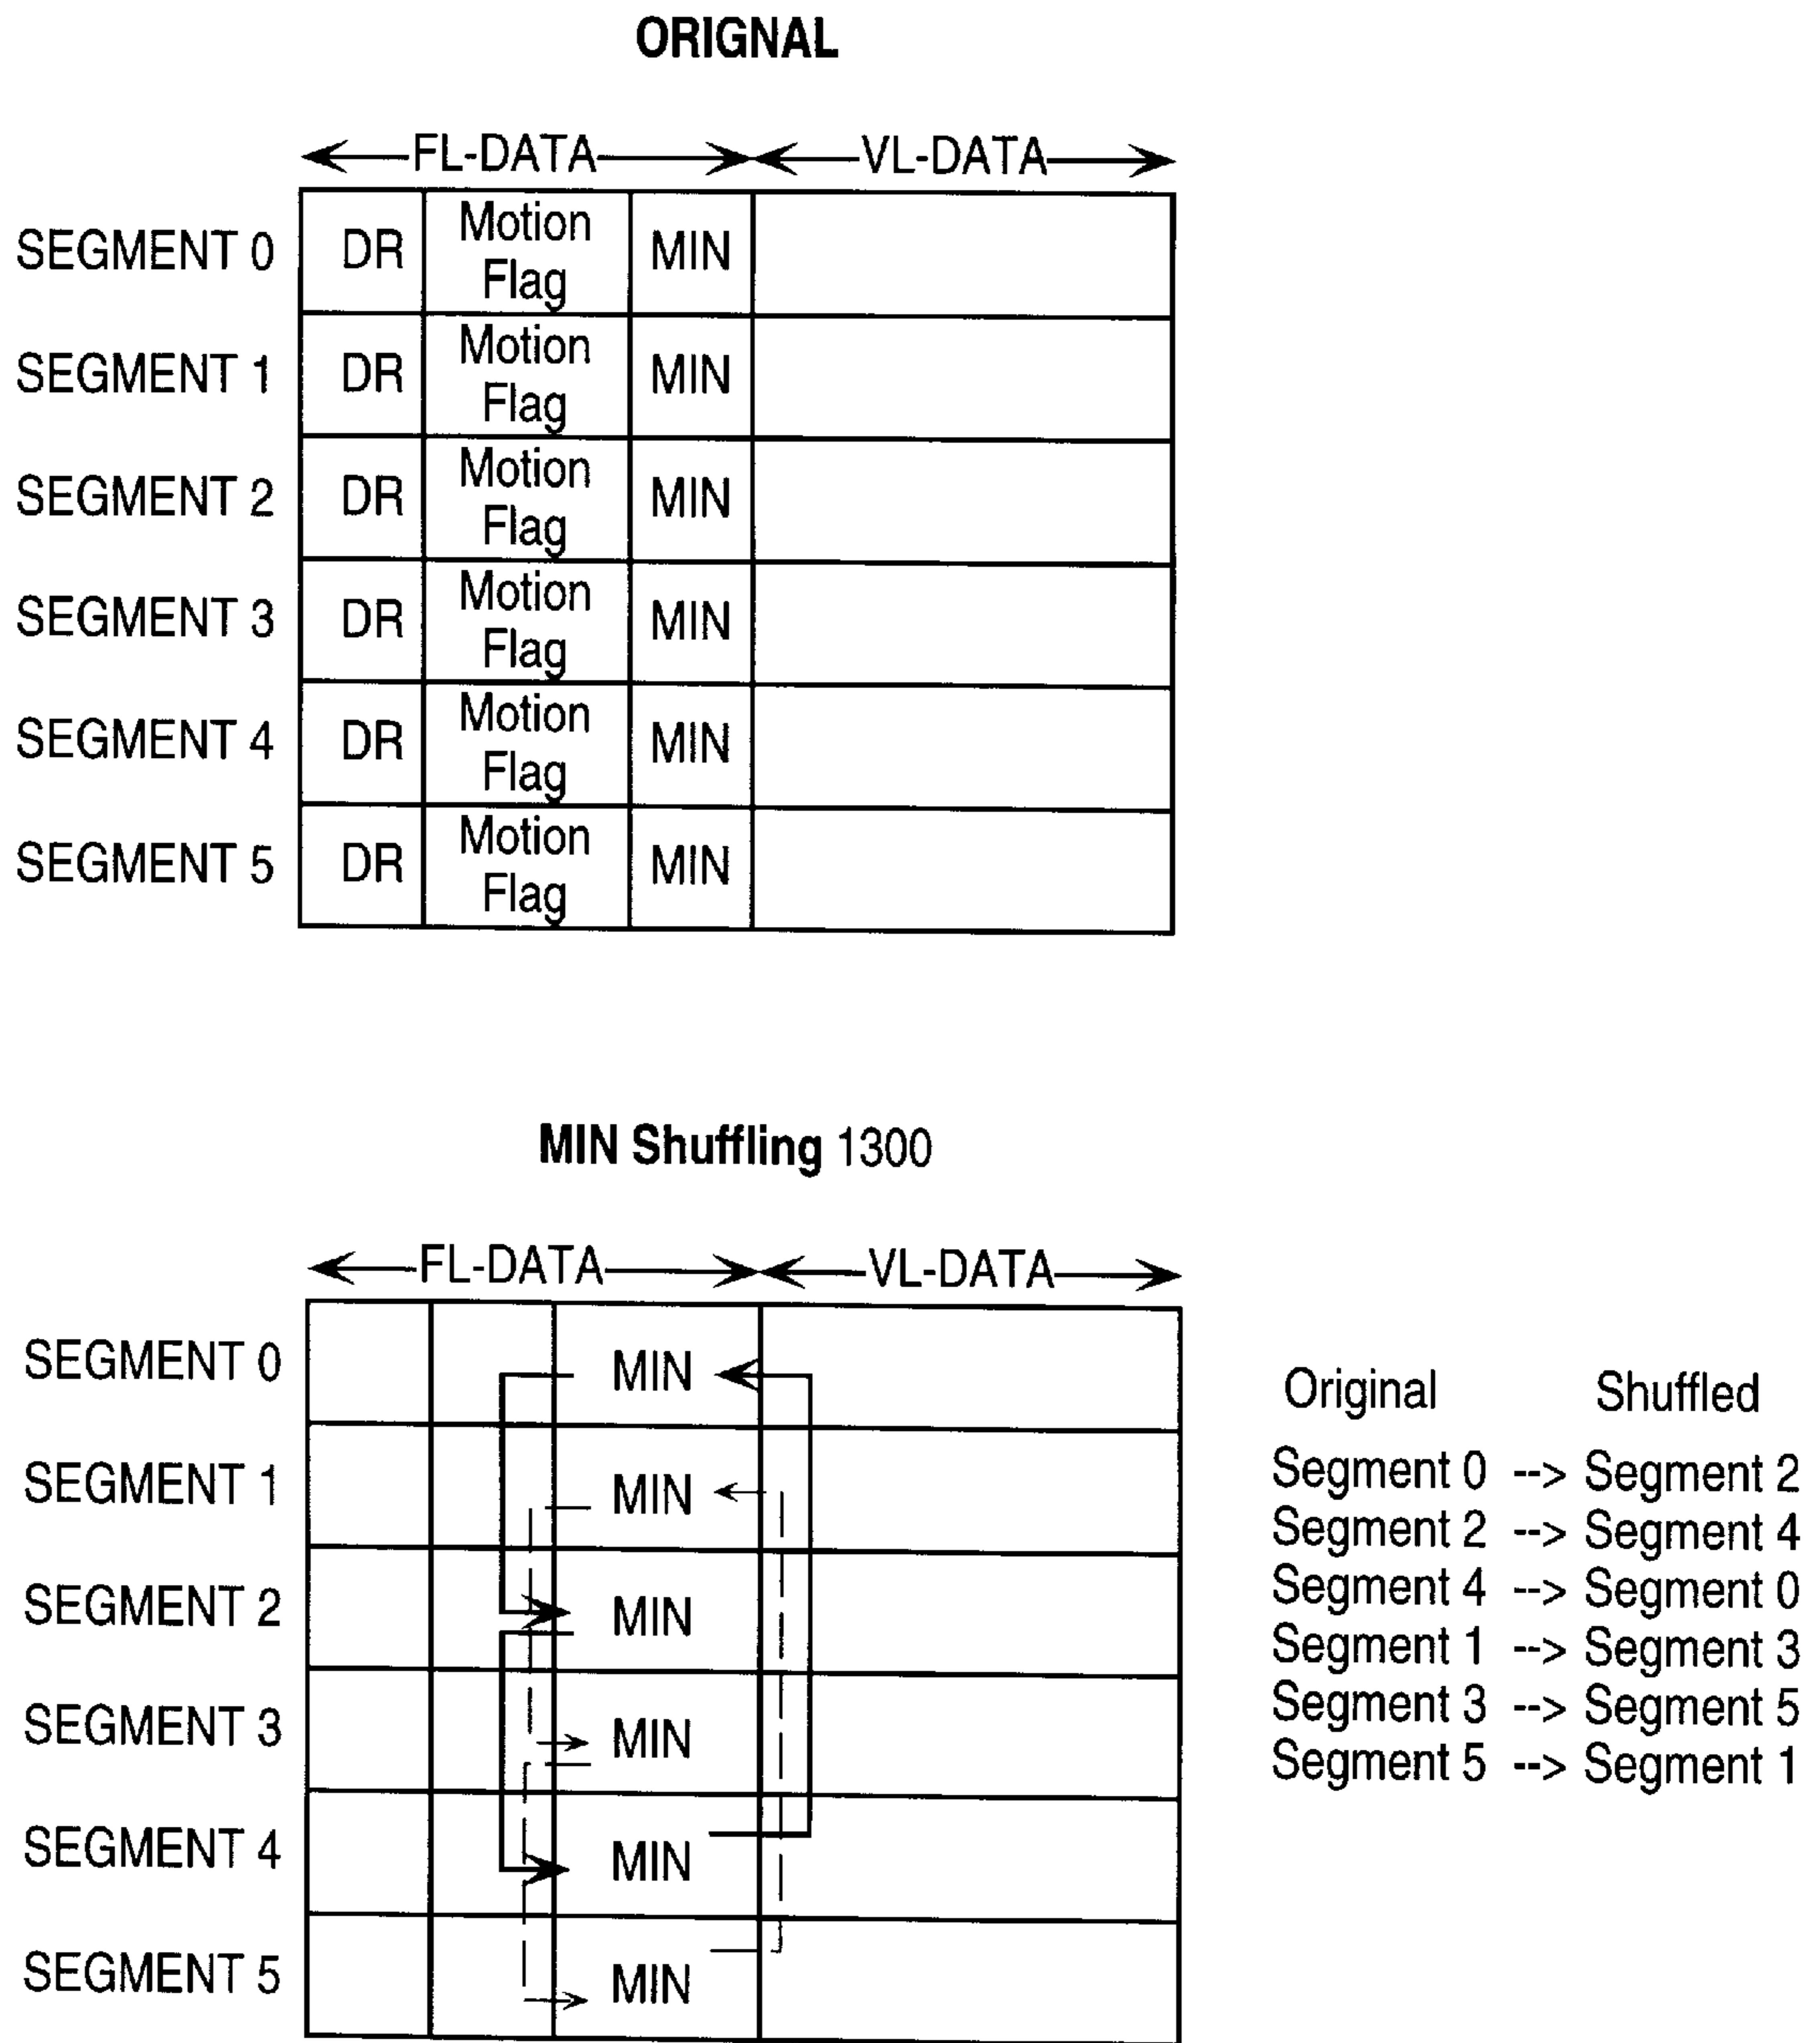 ORIGNAL
FL-DATA VL-DATA
SEGMENT 0 DR Motion Flag MIN
SEGMENT 1 DR Motion Flag MIN
SEGMENT 2 DR Motion Flag MIN
SEGMENT 3 DR Motion Flag MIN
SEGMENT 4 DR Motion Flag MIN
SEGMENT 5 DR Motion Flag MIN
MIN Shuffling 1300
FL-DATA VL-DATA
SEGMENT 0 MIN
SEGMENT 1 MIN
SEGMENT 2 MIN
SEGMENT 3 MIN
SEGMENT 4 MIN
SEGMENT 5 MIN
Original Shuffled
Segment 0 --> Segment 2
Segment 2 --> Segment 4
Segment 4 --> Segment 0
Segment 1 --> Segment 3
Segment 3 --> Segment 5
Segment 5 --> Segment 1